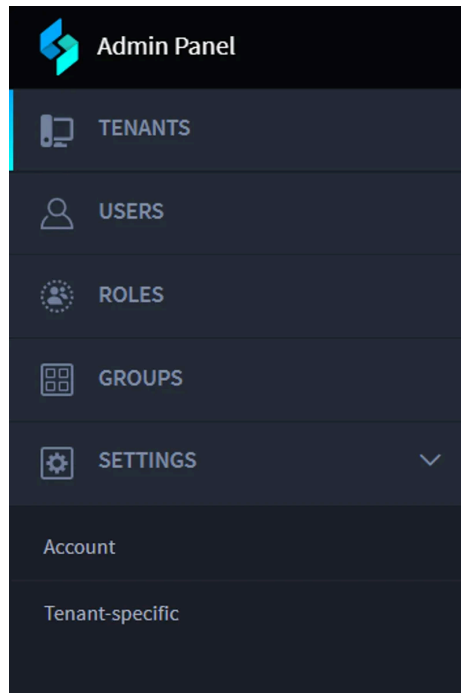 Admin Panel
TENANTS
USERS
ROLES
GROUPS
SETTINGS
Account
Tenant-specific